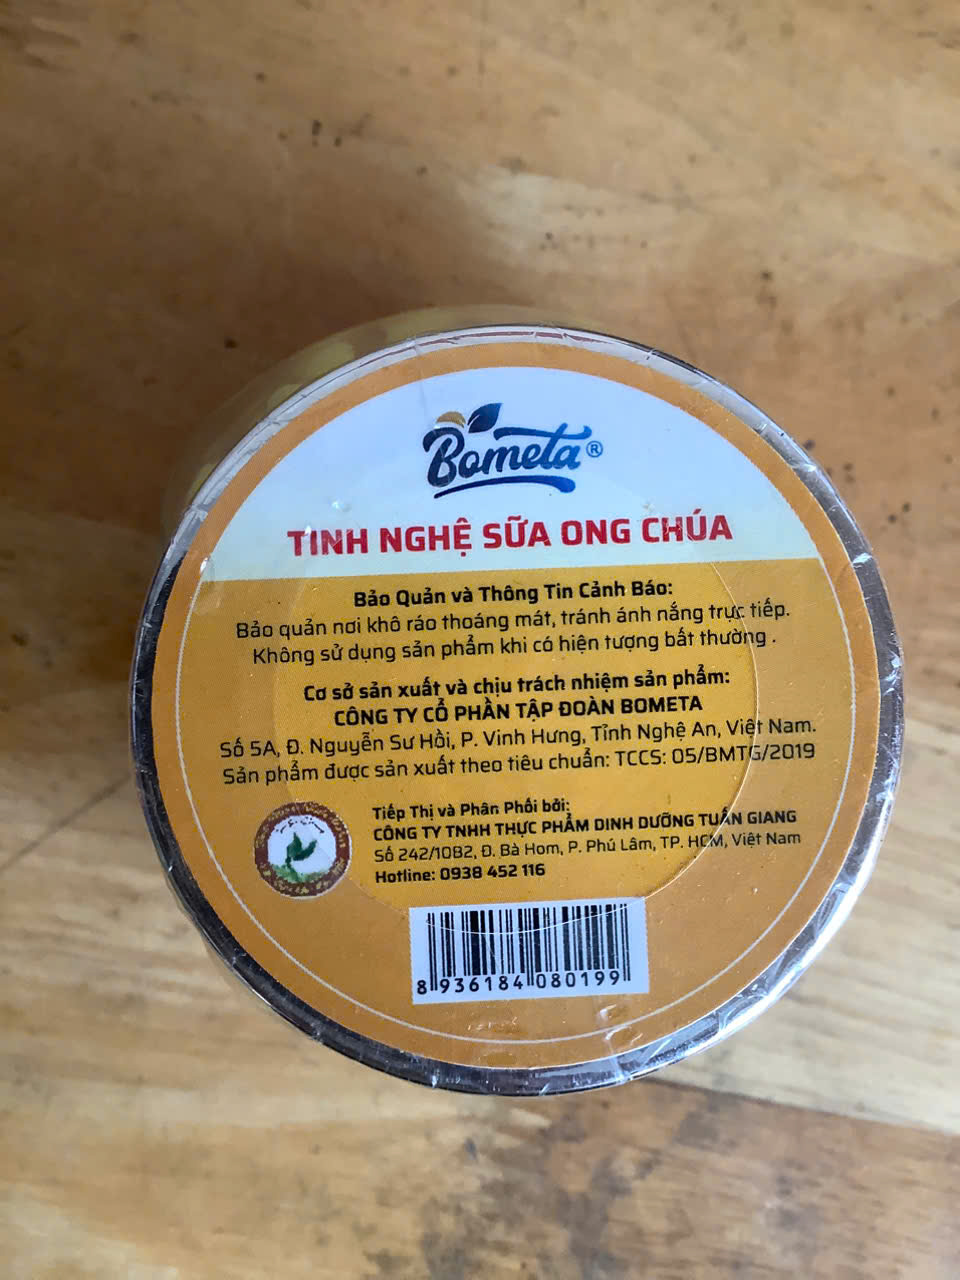 Bometa®
TINH NGHỆ SỮA ONG CHÚA
Bảo Quản và Thông Tin Cảnh Báo:
Bảo quản nơi khô ráo thoáng mát, tránh ánh nắng trực tiếp.
Không sử dụng sản phẩm khi có hiện tượng bất thường .
Cơ sở sản xuất và chịu trách nhiệm sản phẩm:
CÔNG TY CỔ PHẦN TẬP ĐOÀN BOMETA
Số 5A, Đ. Nguyễn Sư Hồi, P. Vinh Hưng, Tỉnh Nghệ An, Việt Nam.
Sản phẩm được sản xuất theo tiêu chuẩn: TCCS: 05/BMTG/2019
Tiếp Thị và Phân Phối bởi:
CÔNG TY TNHH THỰC PHẨM DINH DƯỠNG TUẤN GIANG
Số 242/10B2, Đ. Bà Hom, P. Phú Lâm, TP. HCM, Việt Nam
Hotline: 0938 452 116
8 936184 080199